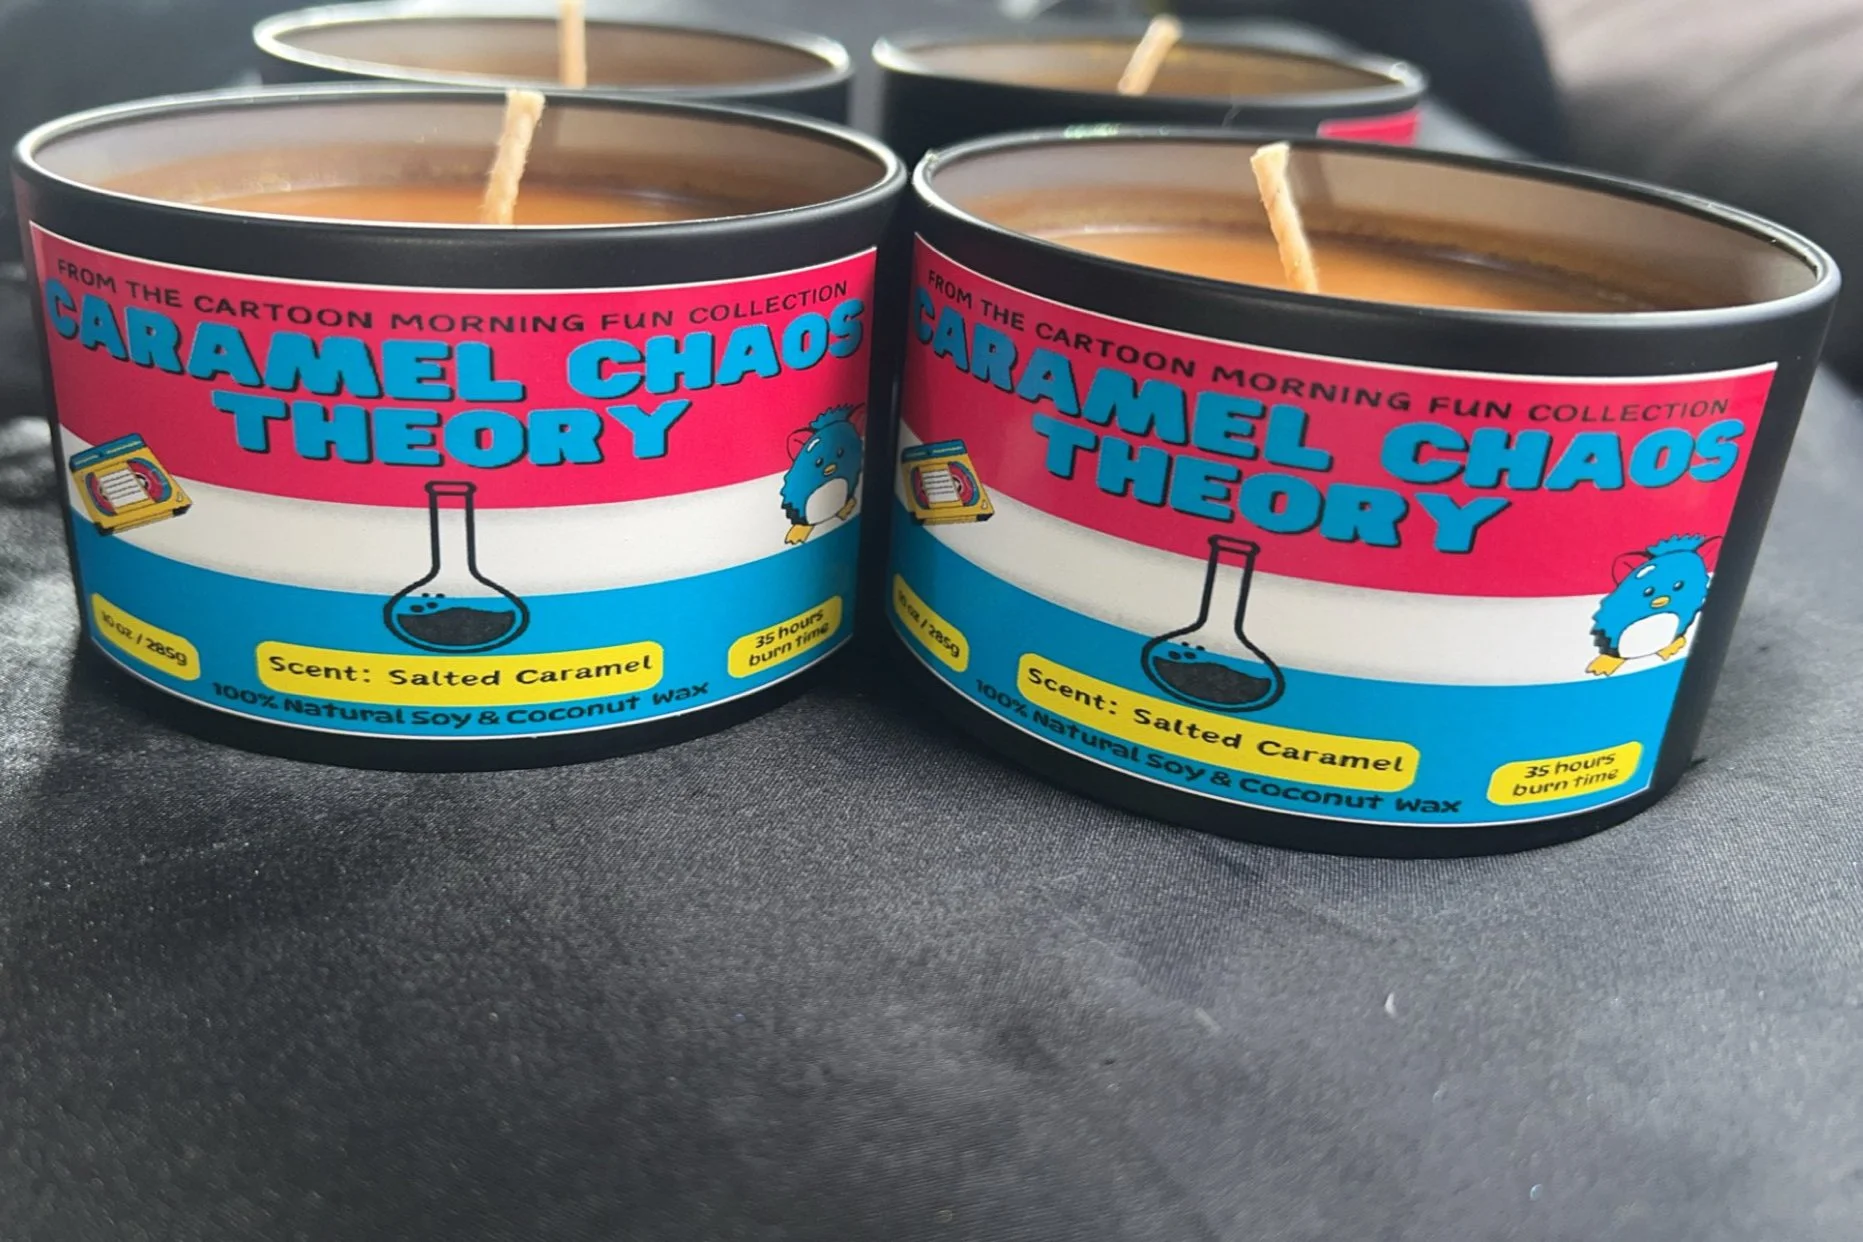 FROM THE CARTOON MORNING FUN COLLECTION
CARAMEL CHAOS
THEORY
10 oz / 285g
Scent: Salted Caramel
35 hours
burn time
100% Natural Soy & Coconut Wax
FROM THE CARTOON MORNING FUN COLLECTION
CARAMEL CHAOS
THEORY
10 oz / 285g
Scent: Salted Caramel
35 hours
burn time
100% Natural Soy & Coconut Wax